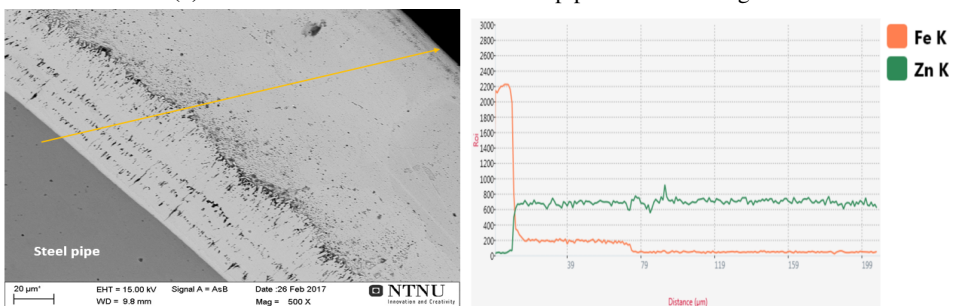 Steel pipe
20 µm*
EHT = 15.00 kV
WD = 9.8 mm
Signal A = AsB
Date :26 Feb 2017
Mag = 500 X
NTNU
Innovation and Creativity
3000
2800
2600
2400
2200
2000
1800
1600
1400
1200
1000
800
600
400
200
0
RoI
39
79
119
159
199
Distance (µm)
Fe K
Zn K